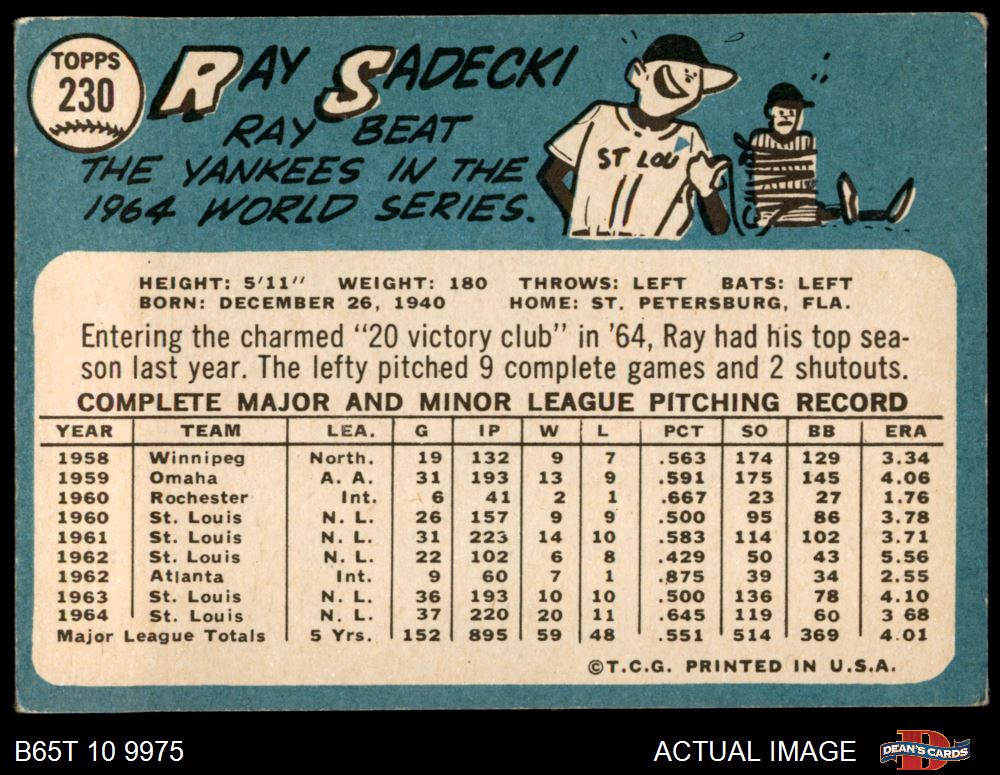 TOPPS
230
RAY SADECKI
RAY BEAT
THE YANKEES IN THE
1964 WORLD SERIES.
ST LOU
HEIGHT: 5'11" WEIGHT: 180 THROWS: LEFT BATS: LEFT
BORN: DECEMBER 26, 1940 HOME: ST. PETERSBURG, FLA.
Entering the charmed "20 victory club" in '64, Ray had his top sea-
son last year. The lefty pitched 9 complete games and 2 shutouts.
COMPLETE MAJOR AND MINOR LEAGUE PITCHING RECORD
YEAR TEAM LEA. G IP W L PCT SO BB ERA
1958 Winnipeg North. 19 132 9 7 .563 174 129 3.34
1959 Omaha A. A. 31 193 13 9 .591 175 145 4.06
1960 Rochester Int. 6 41 2 1 .667 23 27 1.76
1960 St. Louis N. L. 26 157 9 9 .500 95 86 3.78
1961 St. Louis N. L. 31 223 14 10 .583 114 102 3.71
1962 St. Louis N. L. 22 102 6 8 .429 50 43 5.56
1962 Atlanta Int. 9 60 7 1 .875 39 34 2.55
1963 St. Louis N. L. 36 193 10 10 .500 136 78 4.10
1964 St. Louis N. L. 37 220 20 11 .645 119 60 3 68
Major League Totals 5 Yrs. 152 895 59 48 .551 514 369 4.01
©T.C.G. PRINTED IN U.S.A.
B65T 10 9975 ACTUAL IMAGE
DEAN'S CARDS